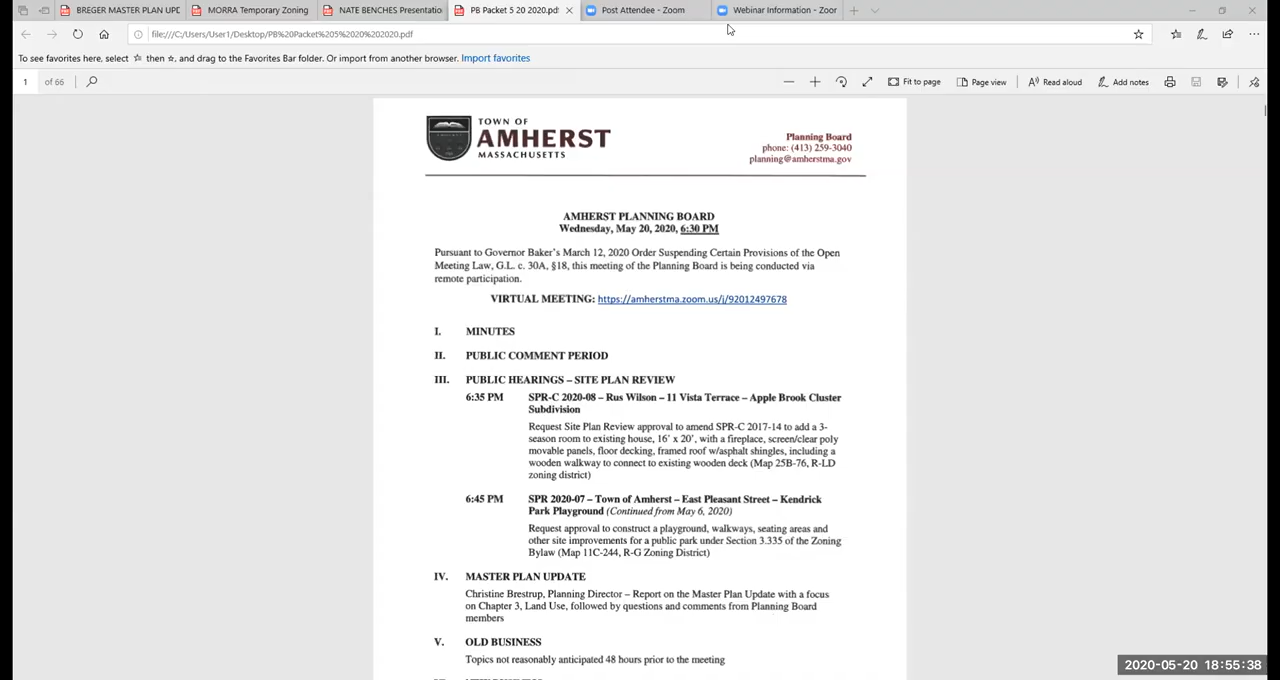 BREGER MASTER PLAN UPD
MORRA Temporary Zoning
NATE BENCHES Presentatio
PB Packet 5 20 2020.pd
Post Attendee - Zoom
Webinar Information - Zoor
file:///C:/Users/User1/Desktop/PB%20Packet%205%2020%202020.pdf
To see favorites here, select ☆ then ☆, and drag to the Favorites Bar folder. Or import from another browser. Import favorites
1 of 66
Fit to page
Page view
Read aloud
Add notes
TOWN OF
AMHERST
MASSACHUSETTS
Planning Board
phone: (413) 259-3040
planning@amherstma.gov
AMHERST PLANNING BOARD
Wednesday, May 20, 2020, 6:30 PM
Pursuant to Governor Baker's March 12, 2020 Order Suspending Certain Provisions of the Open
Meeting Law, G.L. c. 30A, §18, this meeting of the Planning Board is being conducted via
remote participation.
VIRTUAL MEETING: https://amherstma.zoom.us/j/92012497678
I. MINUTES
II. PUBLIC COMMENT PERIOD
III. PUBLIC HEARINGS – SITE PLAN REVIEW
6:35 PM SPR-C 2020-08 – Rus Wilson – 11 Vista Terrace – Apple Brook Cluster
Subdivision
Request Site Plan Review approval to amend SPR-C 2017-14 to add a 3-
season room to existing house, 16' x 20', with a fireplace, screen/clear poly
movable panels, floor decking, framed roof w/asphalt shingles, including a
wooden walkway to connect to existing wooden deck (Map 25B-76, R-LD
zoning district)
6:45 PM SPR 2020-07 – Town of Amherst – East Pleasant Street – Kendrick
Park Playground (Continued from May 6, 2020)
Request approval to construct a playground, walkways, seating areas and
other site improvements for a public park under Section 3.335 of the Zoning
Bylaw (Map 11C-244, R-G Zoning District)
IV. MASTER PLAN UPDATE
Christine Brestrup, Planning Director – Report on the Master Plan Update with a focus
on Chapter 3, Land Use, followed by questions and comments from Planning Board
members
V. OLD BUSINESS
Topics not reasonably anticipated 48 hours prior to the meeting
2020-05-20 18:55:38